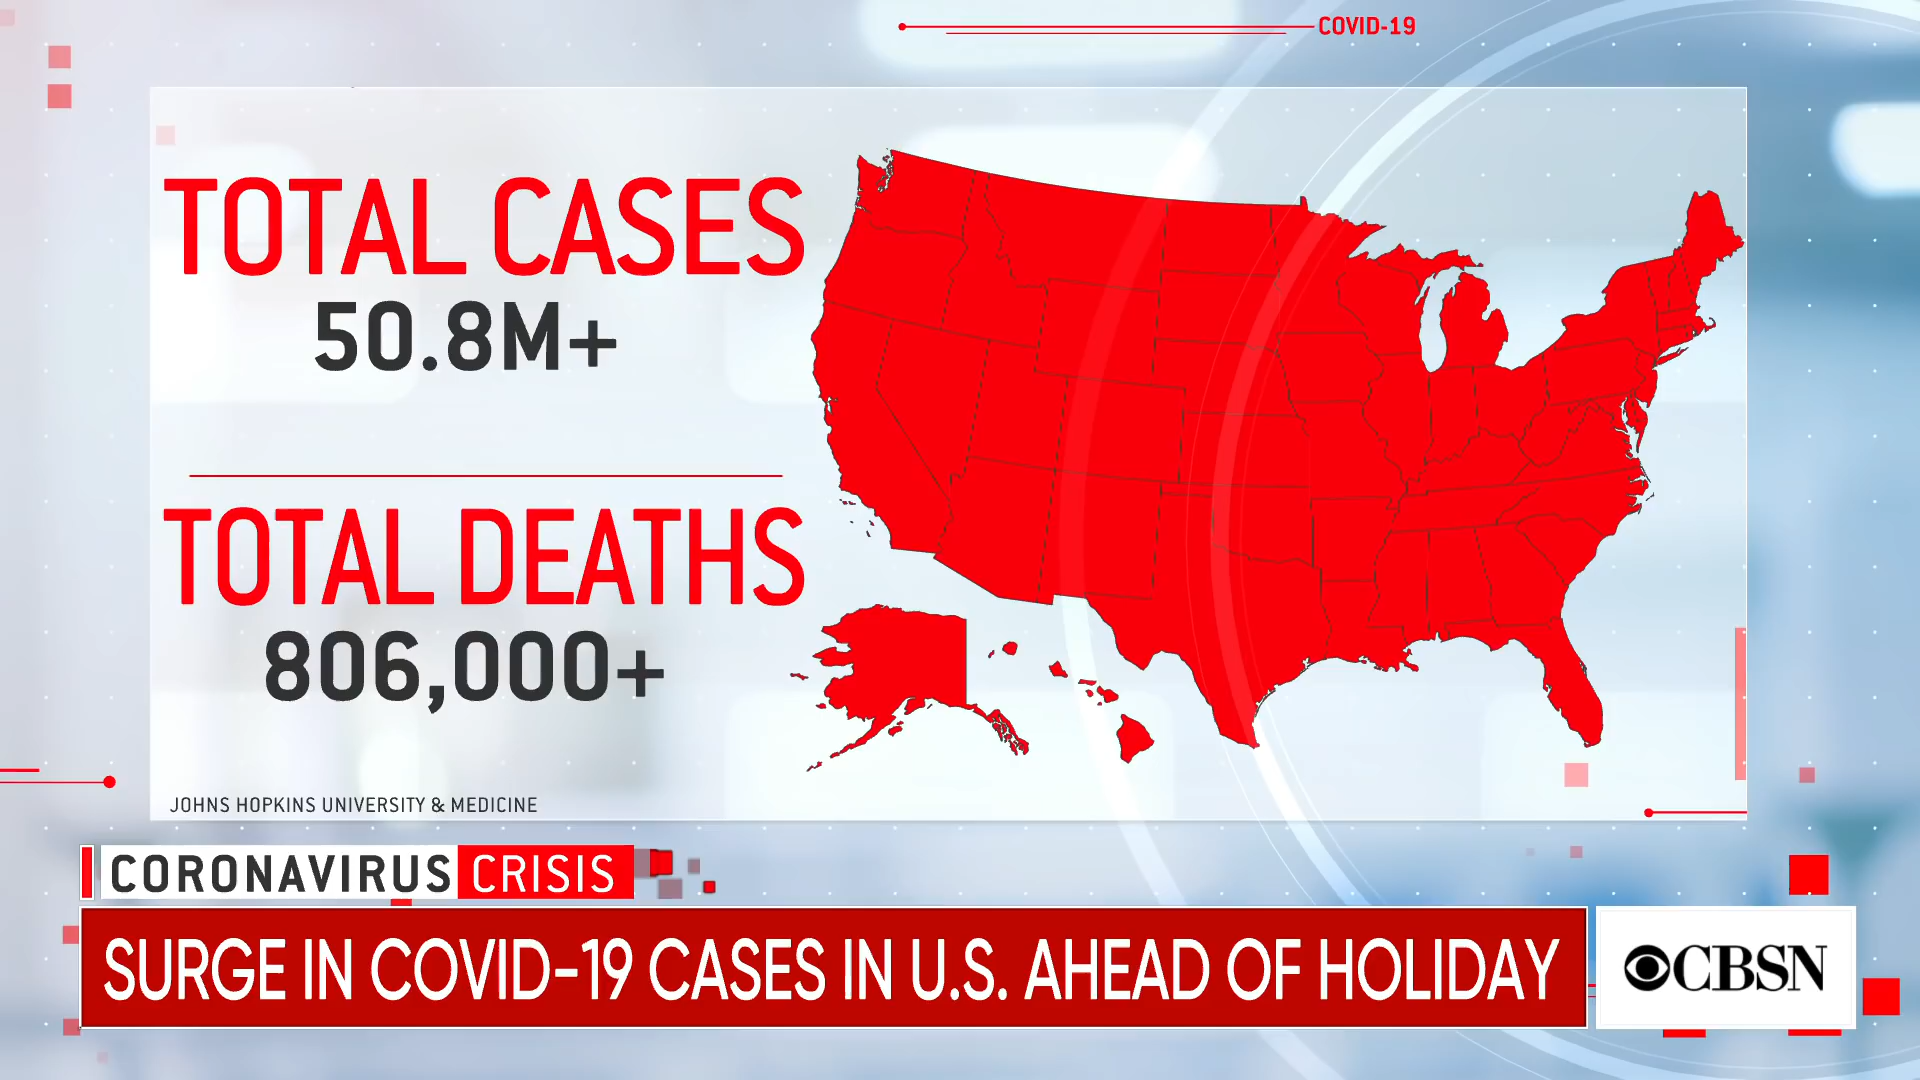 COVID-19
TOTAL CASES
50.8M+
TOTAL DEATHS
806,000+
JOHNS HOPKINS UNIVERSITY & MEDICINE
CORONAVIRUS CRISIS
SURGE IN COVID-19 CASES IN U.S. AHEAD OF HOLIDAY
CBSN